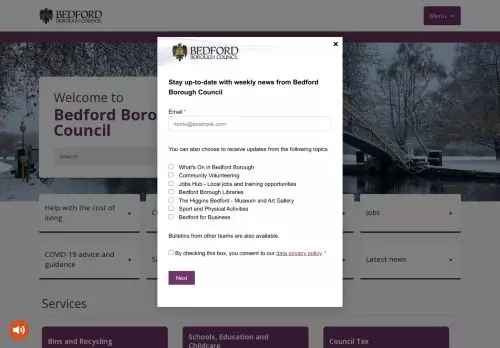 BEDFORD
BOROUGH COUNCIL
Menu
BEDFORD
BOROUGH COUNCIL
Stay up-to-date with weekly news from Bedford
Borough Council
Email *
name@example.com
You can also choose to receive updates from the following topics
What's On in Bedford Borough
Community Volunteering
Jobs Hub - Local jobs and training opportunities
Bedford Borough Libraries
The Higgins Bedford - Museum and Art Gallery
Sport and Physical Activities
Bedford for Business
Bulletins from other teams are also available.
By checking this box, you consent to our data privacy policy. *
Next
Welcome to
Bedford Boro
Council
Search
Help with the cost of
living
Jobs
COVID-19 advice and
guidance
Latest news
Services
Bins and Recycling
Schools, Education and
Childcare
Council Tax